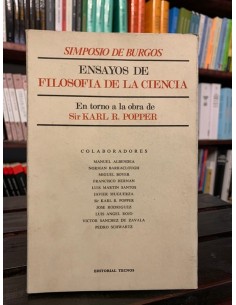 SIMPOSIO DE BURGOS
ENSAYOS DE
FILOSOFIA DE LA CIENCIA
En torno a la obra de
Sir KARL R. POPPER
COLABORADORES
MANUEL ALBENDEA
NORMAN BARRACLOUGH
MIGUEL BOYER
FRANCISCO BERNAM
LUIS MARTIN SANTOS
JAVIER MUGUERZA
Sir KARL R. POPPER
JOSE RODRIGUEZ
LUIS ANGEL ROJO
VICTOR SANCHEZ DE ZAVALA
PEDRO SCHWARTZ
EDITORIAL TECNOS